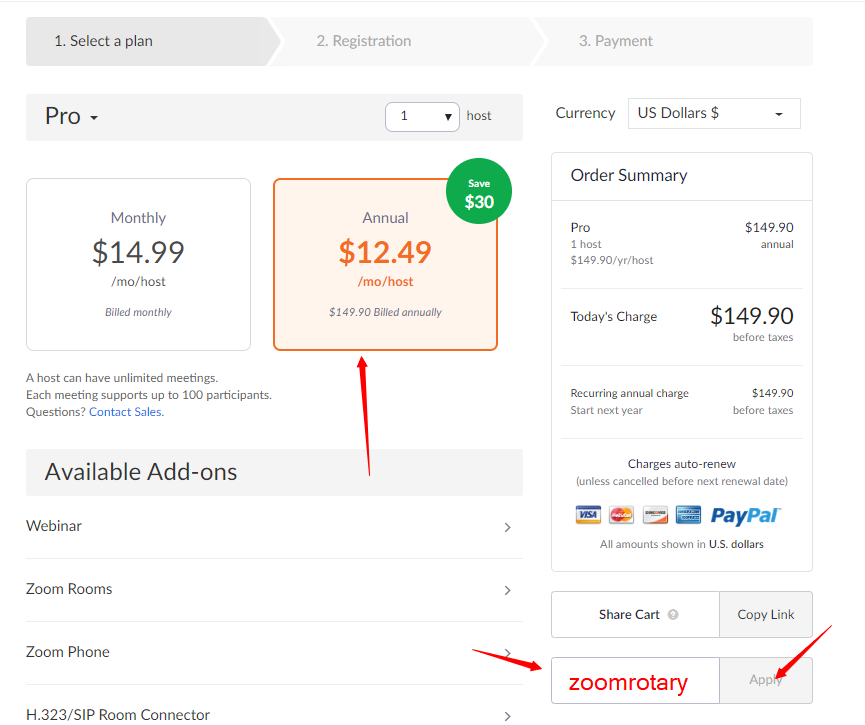 1. Select a plan
2. Registration
3. Payment
Pro
1
host
Currency
US Dollars $
Monthly
$14.99
/mo/host
Billed monthly
Save
$30
Annual
$12.49
/mo/host
$149.90 Billed annually
A host can have unlimited meetings.
Each meeting supports up to 100 participants.
Questions? Contact Sales.
Available Add-ons
Webinar
Zoom Rooms
Zoom Phone
H.323/SIP Room Connector
Order Summary
Pro $149.90
1 host annual
$149.90/yr/host
Today's Charge $149.90
before taxes
Recurring annual charge $149.90
Start next year before taxes
Charges auto-renew
(unless cancelled before next renewal date)
VISA MasterCard DISCOVER AMERICAN EXPRESS PayPal
All amounts shown in U.S. dollars
Share Cart ?
Copy Link
zoomrotary
Apply